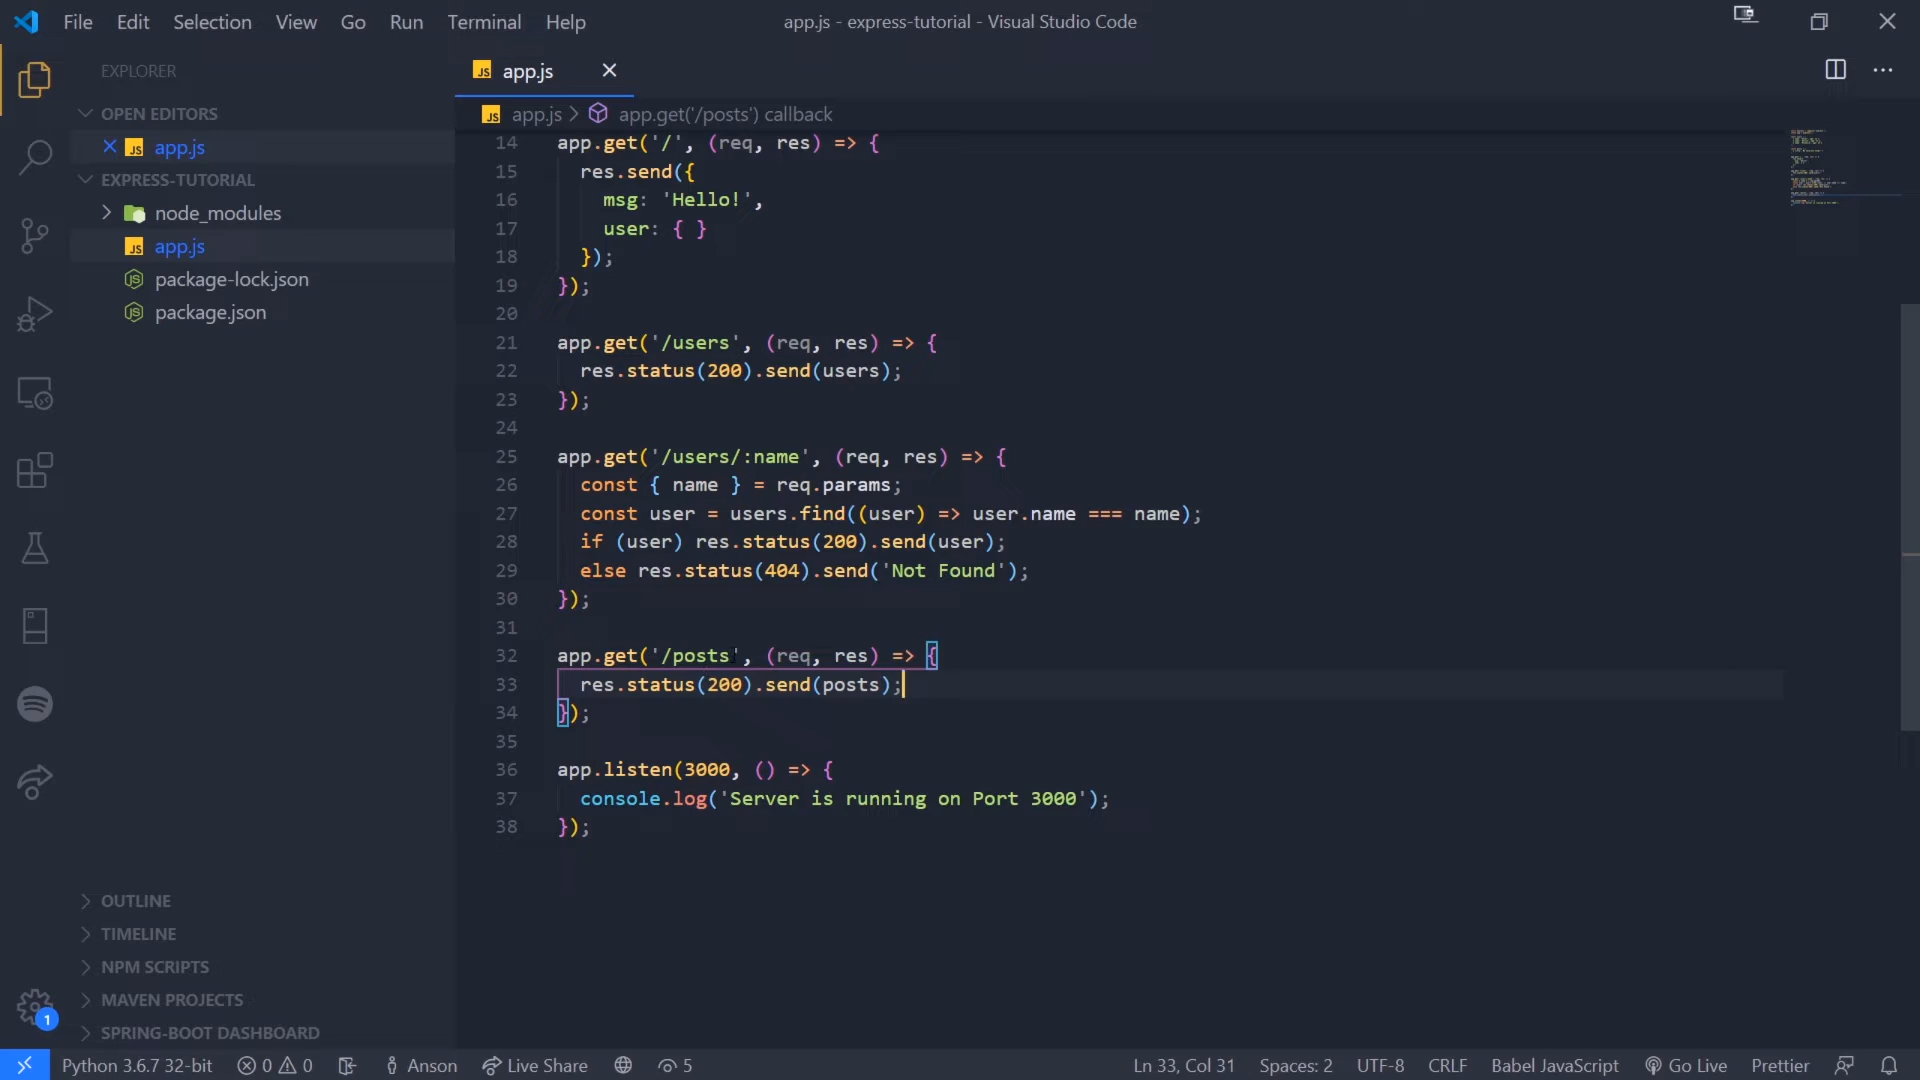 File Edit Selection View Go Run Terminal Help
app.js - express-tutorial - Visual Studio Code
EXPLORER
OPEN EDITORS
JS app.js
EXPRESS-TUTORIAL
node_modules
JS app.js
package-lock.json
package.json
OUTLINE
TIMELINE
NPM SCRIPTS
MAVEN PROJECTS
SPRING-BOOT DASHBOARD
1
JS app.js
JS app.js > app.get('/posts') callback
14 app.get('/', (req, res) => {
15 res.send({
16 msg: 'Hello!',
17 user: { }
18 });
19 });
20
21 app.get('/users', (req, res) => {
22 res.status(200).send(users);
23 });
24
25 app.get('/users/:name', (req, res) => {
26 const { name } = req.params;
27 const user = users.find((user) => user.name === name);
28 if (user) res.status(200).send(user);
29 else res.status(404).send('Not Found');
30 });
31
32 app.get('/posts', (req, res) => {
33 res.status(200).send(posts);
34 });
35
36 app.listen(3000, () => {
37 console.log('Server is running on Port 3000');
38 });
Python 3.6.7 32-bit 0 0 Anson Live Share 5 Ln 33, Col 31 Spaces: 2 UTF-8 CRLF Babel JavaScript Go Live Prettier